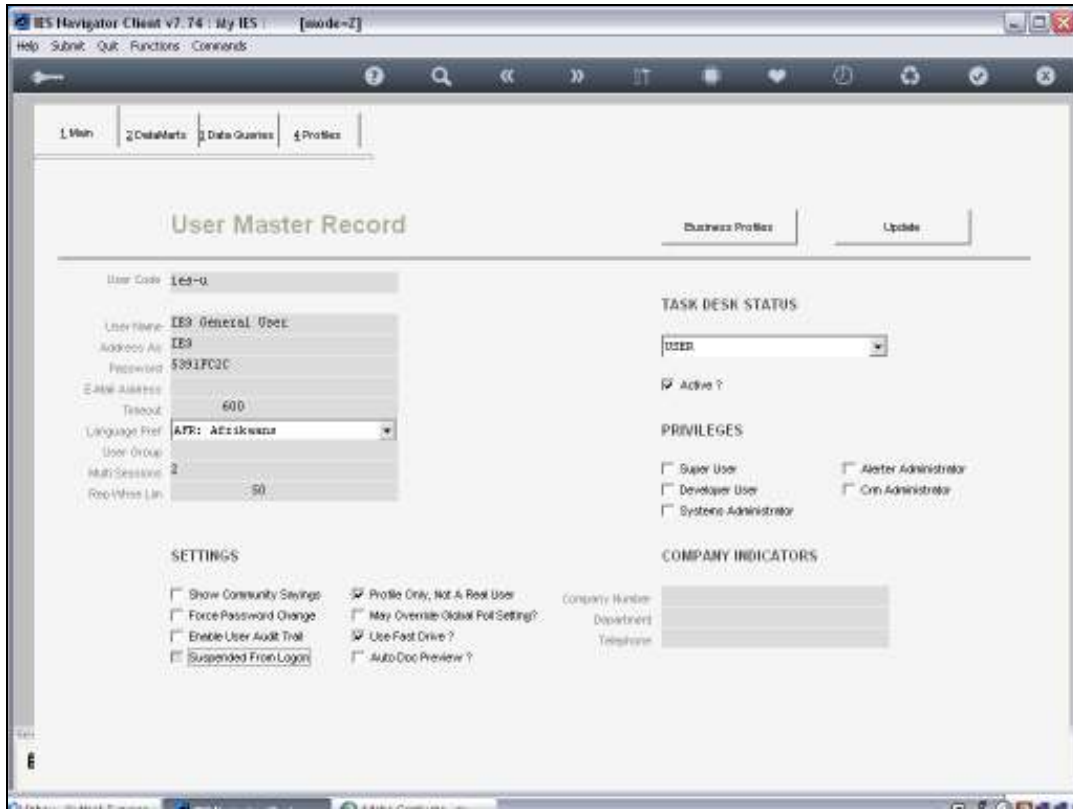 IES Navigator Client v7.74 : My IES : [mode=Z]
Help Submit Quit Functions Commands
1 Main 2 DataMarts 3 Data Queries 4 Profiles
User Master Record Business Profiles Update
User Code ies-u
TASK DESK STATUS
User Name IES General User
Address As IES
USER
Password 5391FC2C
E-Mail Address
Active ?
Timeout 600
Language Pref AFR: Afrikaans
PRIVILEGES
User Group
Multi Sessions 2
Super User Alerter Administrator
Developer User Crm Administrator
50
Systems Administrator
SETTINGS COMPANY INDICATORS
Show Community Sayings Profile Only, Not A Real User
Company Number
Force Password Change May Override Global Poll Setting?
Department
Enable User Audit Trail Use Fast Drive ?
Telephone
Suspended From Logon Auto Doc Preview ?